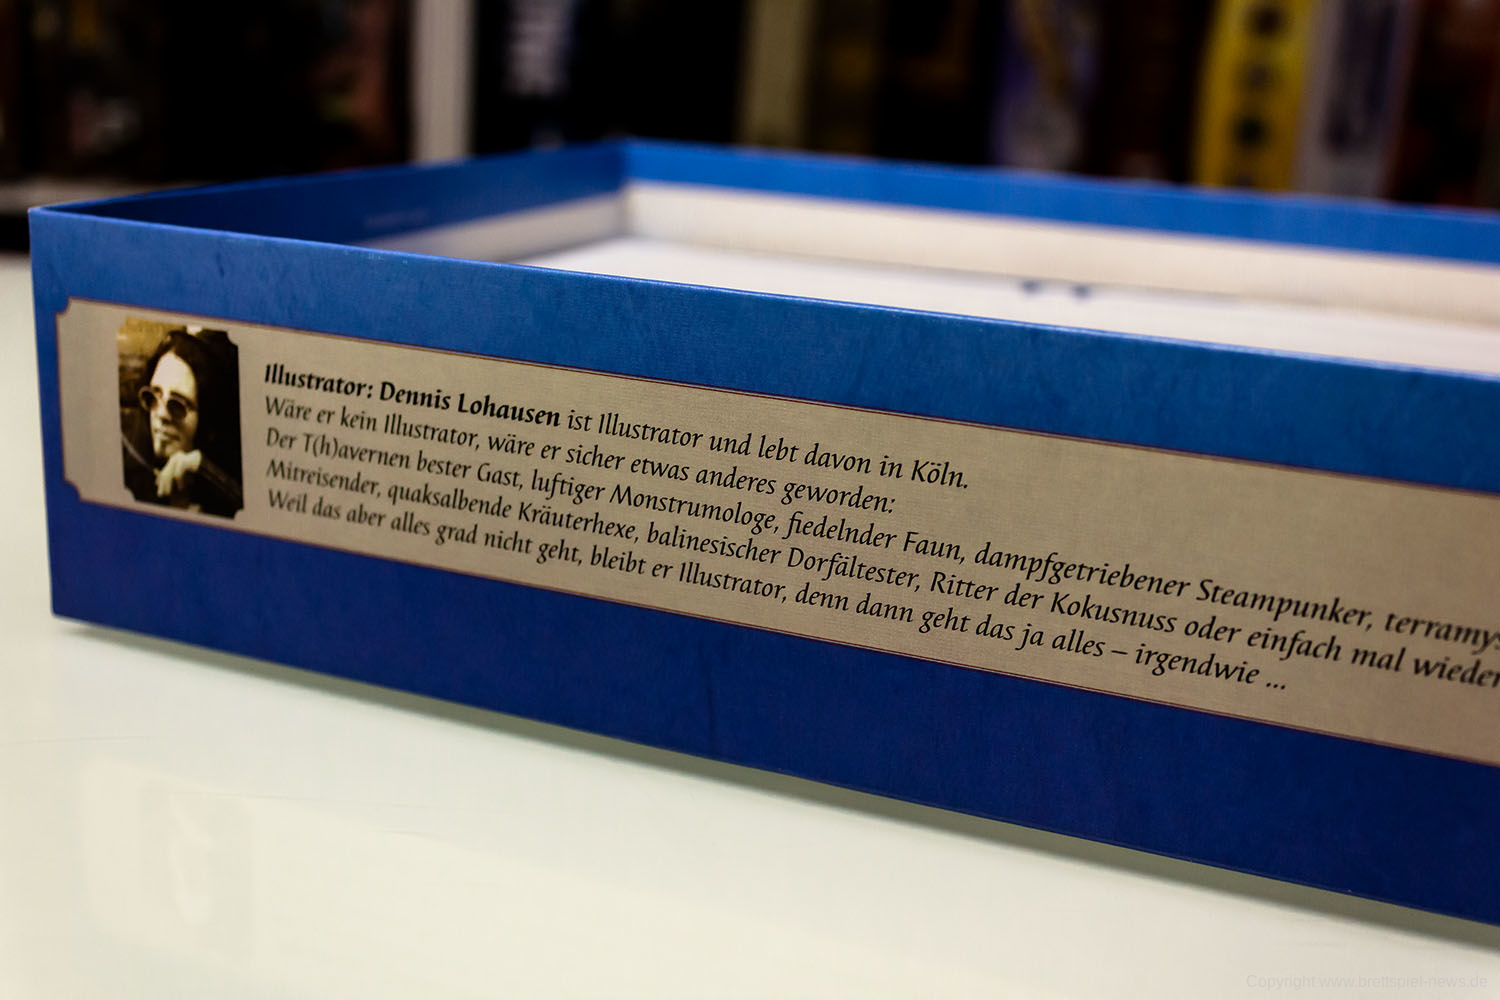 Illustrator: Dennis Lohausen ist Illustrator und lebt davon in Köln.
Wäre er kein Illustrator, wäre er sicher etwas anderes geworden:
Der T(h)avernen bester Gast, luftiger Monstrumologe, fiedelnder Faun, dampfgetriebener Steampunker,
Mitreisender, quaksalbende Kräuterhexe, balinesischer Dorfältester, Ritter der Kokusnuss oder einfach mal wieder
Weil das aber alles grad nicht geht, bleibt er Illustrator, denn dann geht das ja alles – irgendwie ...
Copyright www.brettspiel-news.de